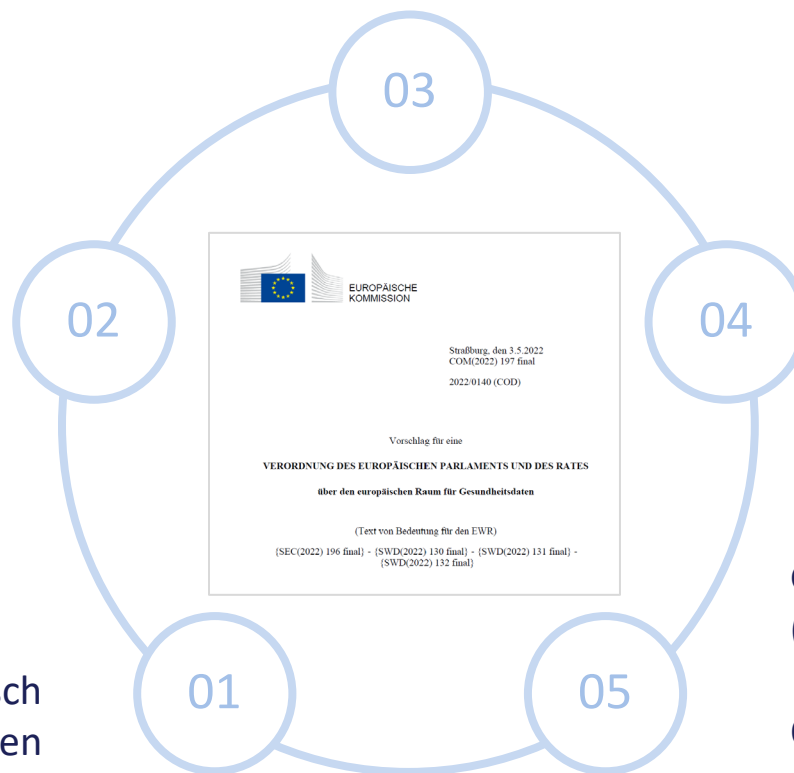 03
02
04
EUROPÄISCHE
KOMMISSION
Straßburg, den 3.5.2022
COM(2022) 197 final
2022/0140 (COD)
Vorschlag für eine
VERORDNUNG DES EUROPÄISCHEN PARLAMENTS UND DES RATES
über den europäischen Raum für Gesundheitsdaten
(Text von Bedeutung für den EWR)
{SEC(2022) 196 final} - {SWD(2022) 130 final} - {SWD(2022) 131 final} -
{SWD(2022) 132 final}
01
05